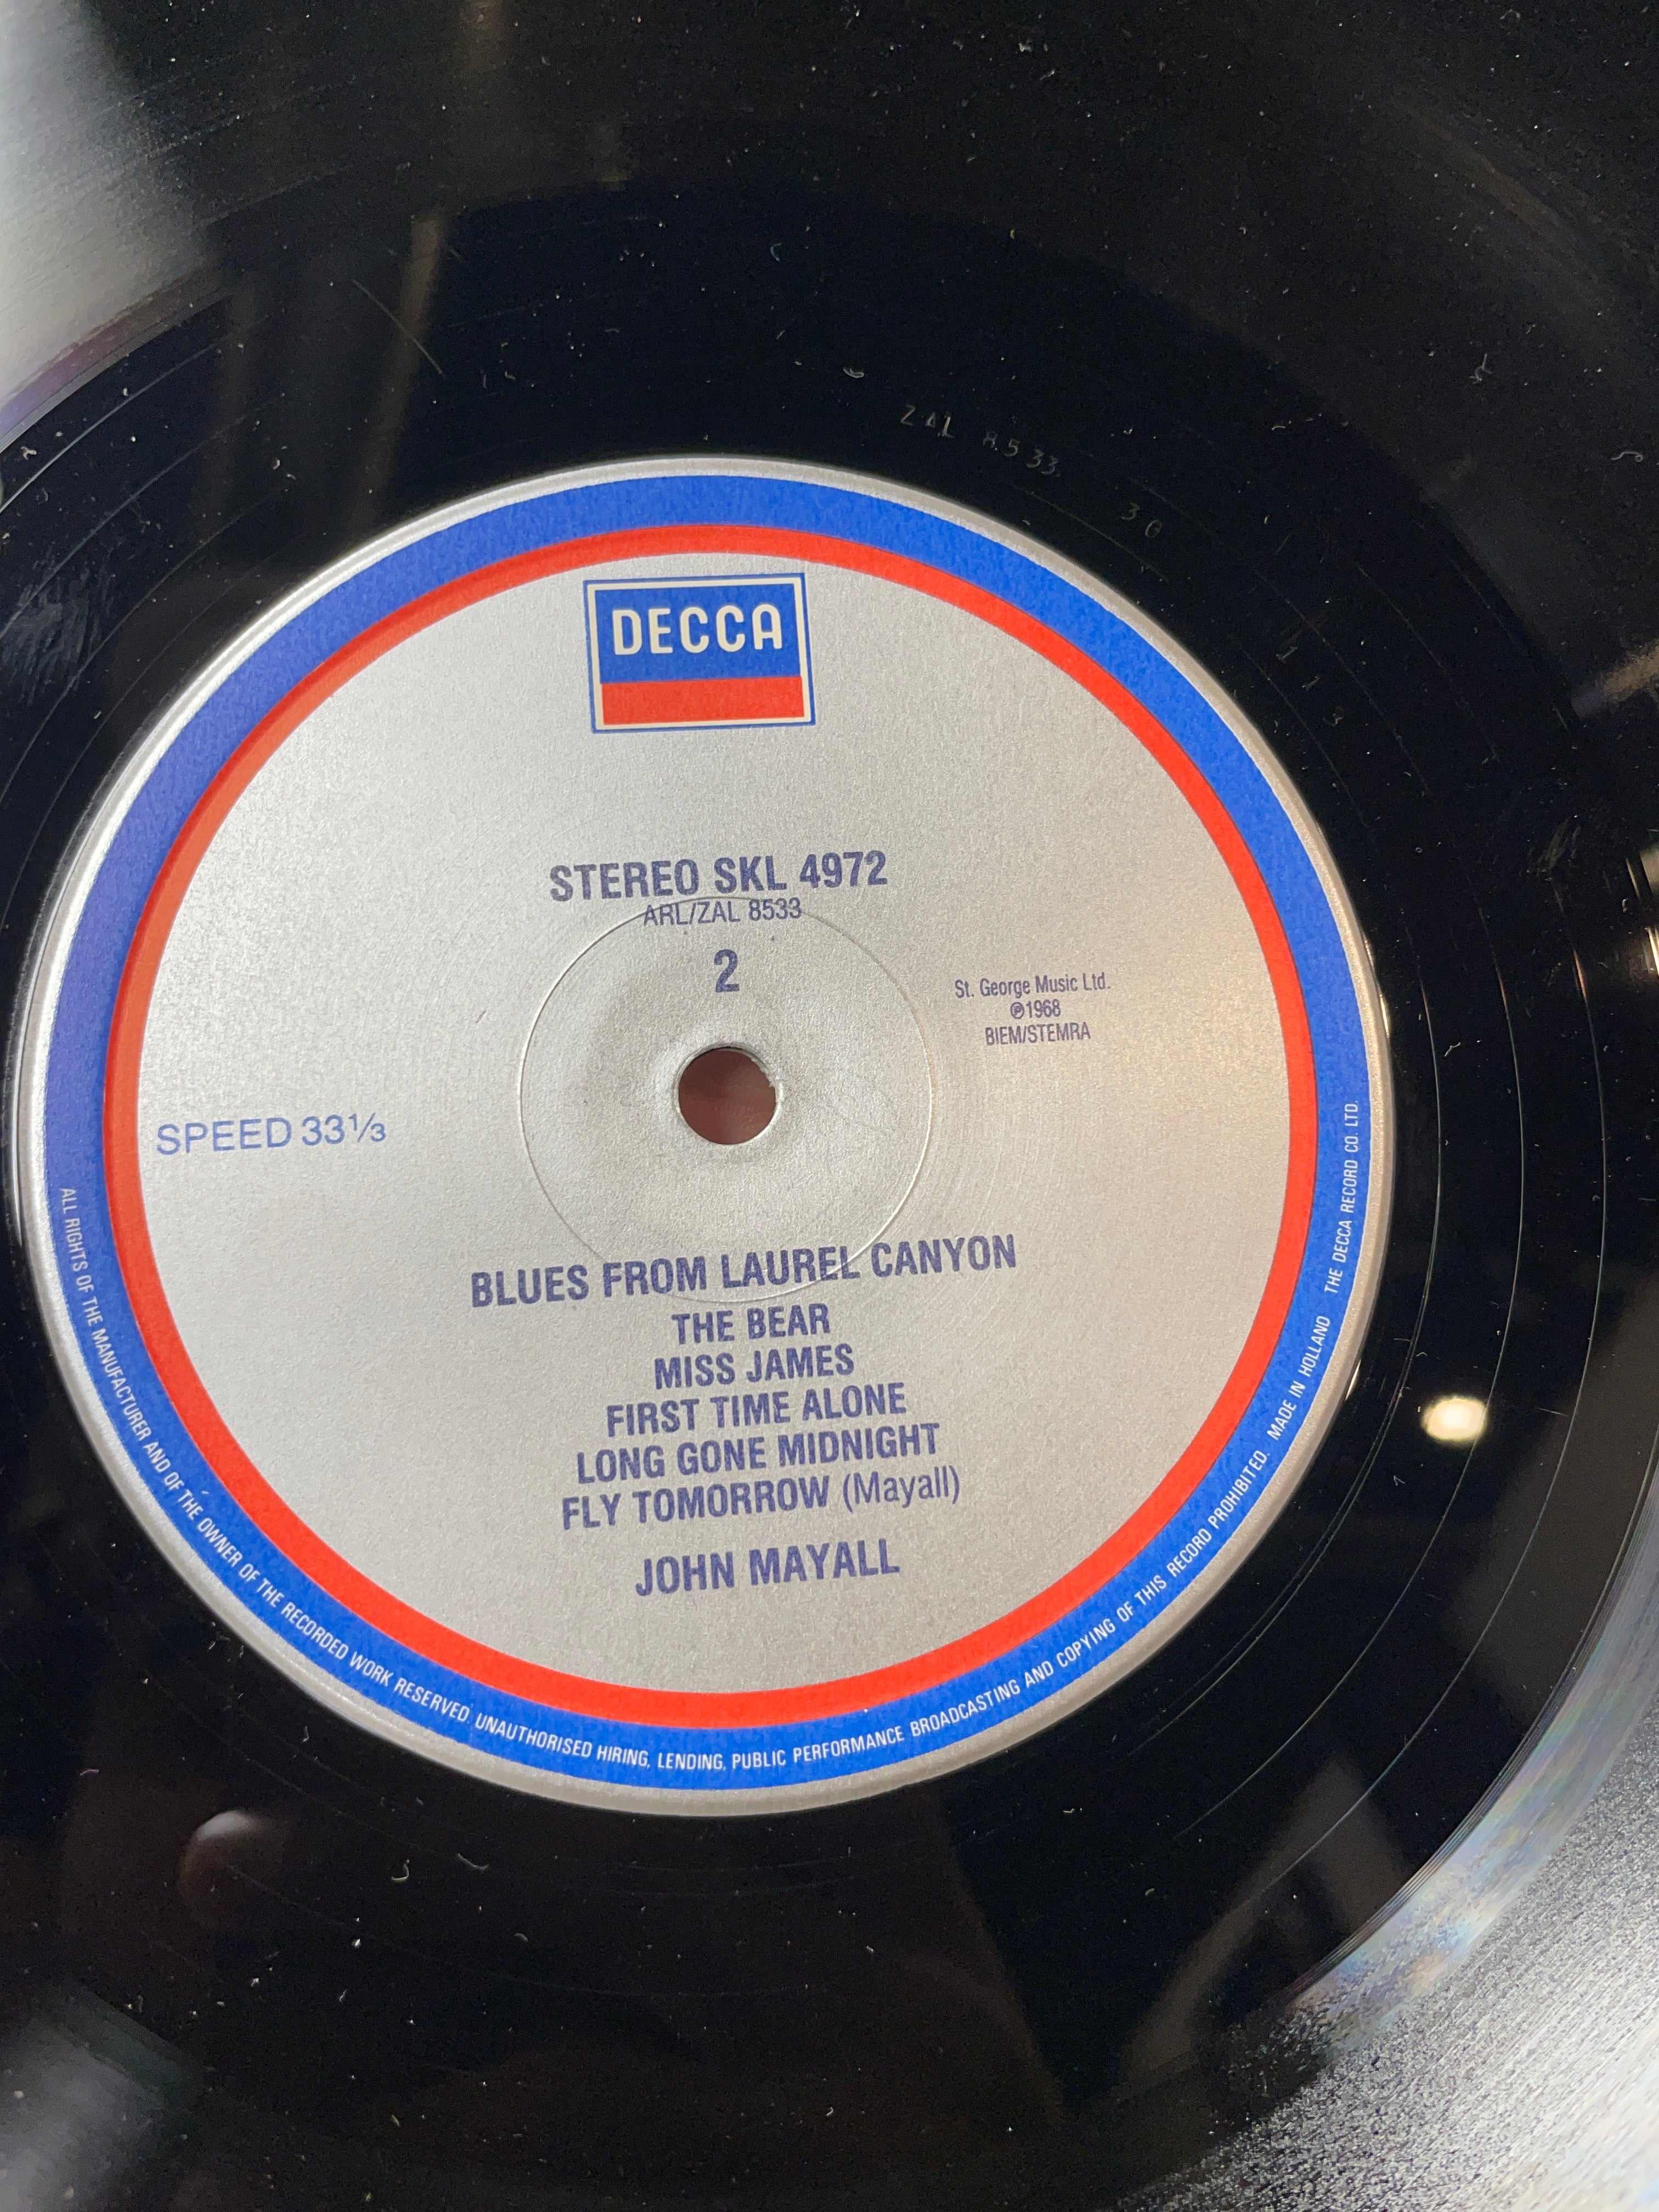 ZAL 8533
3G
DECCA
STEREO SKL 4972
ARL/ZAL 8533
2
St. George Music Ltd.
℗1968
BIEM/STEMRA
SPEED 33⅓
BLUES FROM LAUREL CANYON
THE BEAR
MISS JAMES
FIRST TIME ALONE
LONG GONE MIDNIGHT
FLY TOMORROW (Mayall)
JOHN MAYALL
ALL RIGHTS OF THE MANUFACTURER AND OF THE OWNER OF THE RECORDED WORK RESERVED. UNAUTHORISED HIRING, LENDING, PUBLIC PERFORMANCE BROADCASTING AND COPYING OF THIS RECORD PROHIBITED. MADE IN HOLLAND THE DECCA RECORD CO. LTD.